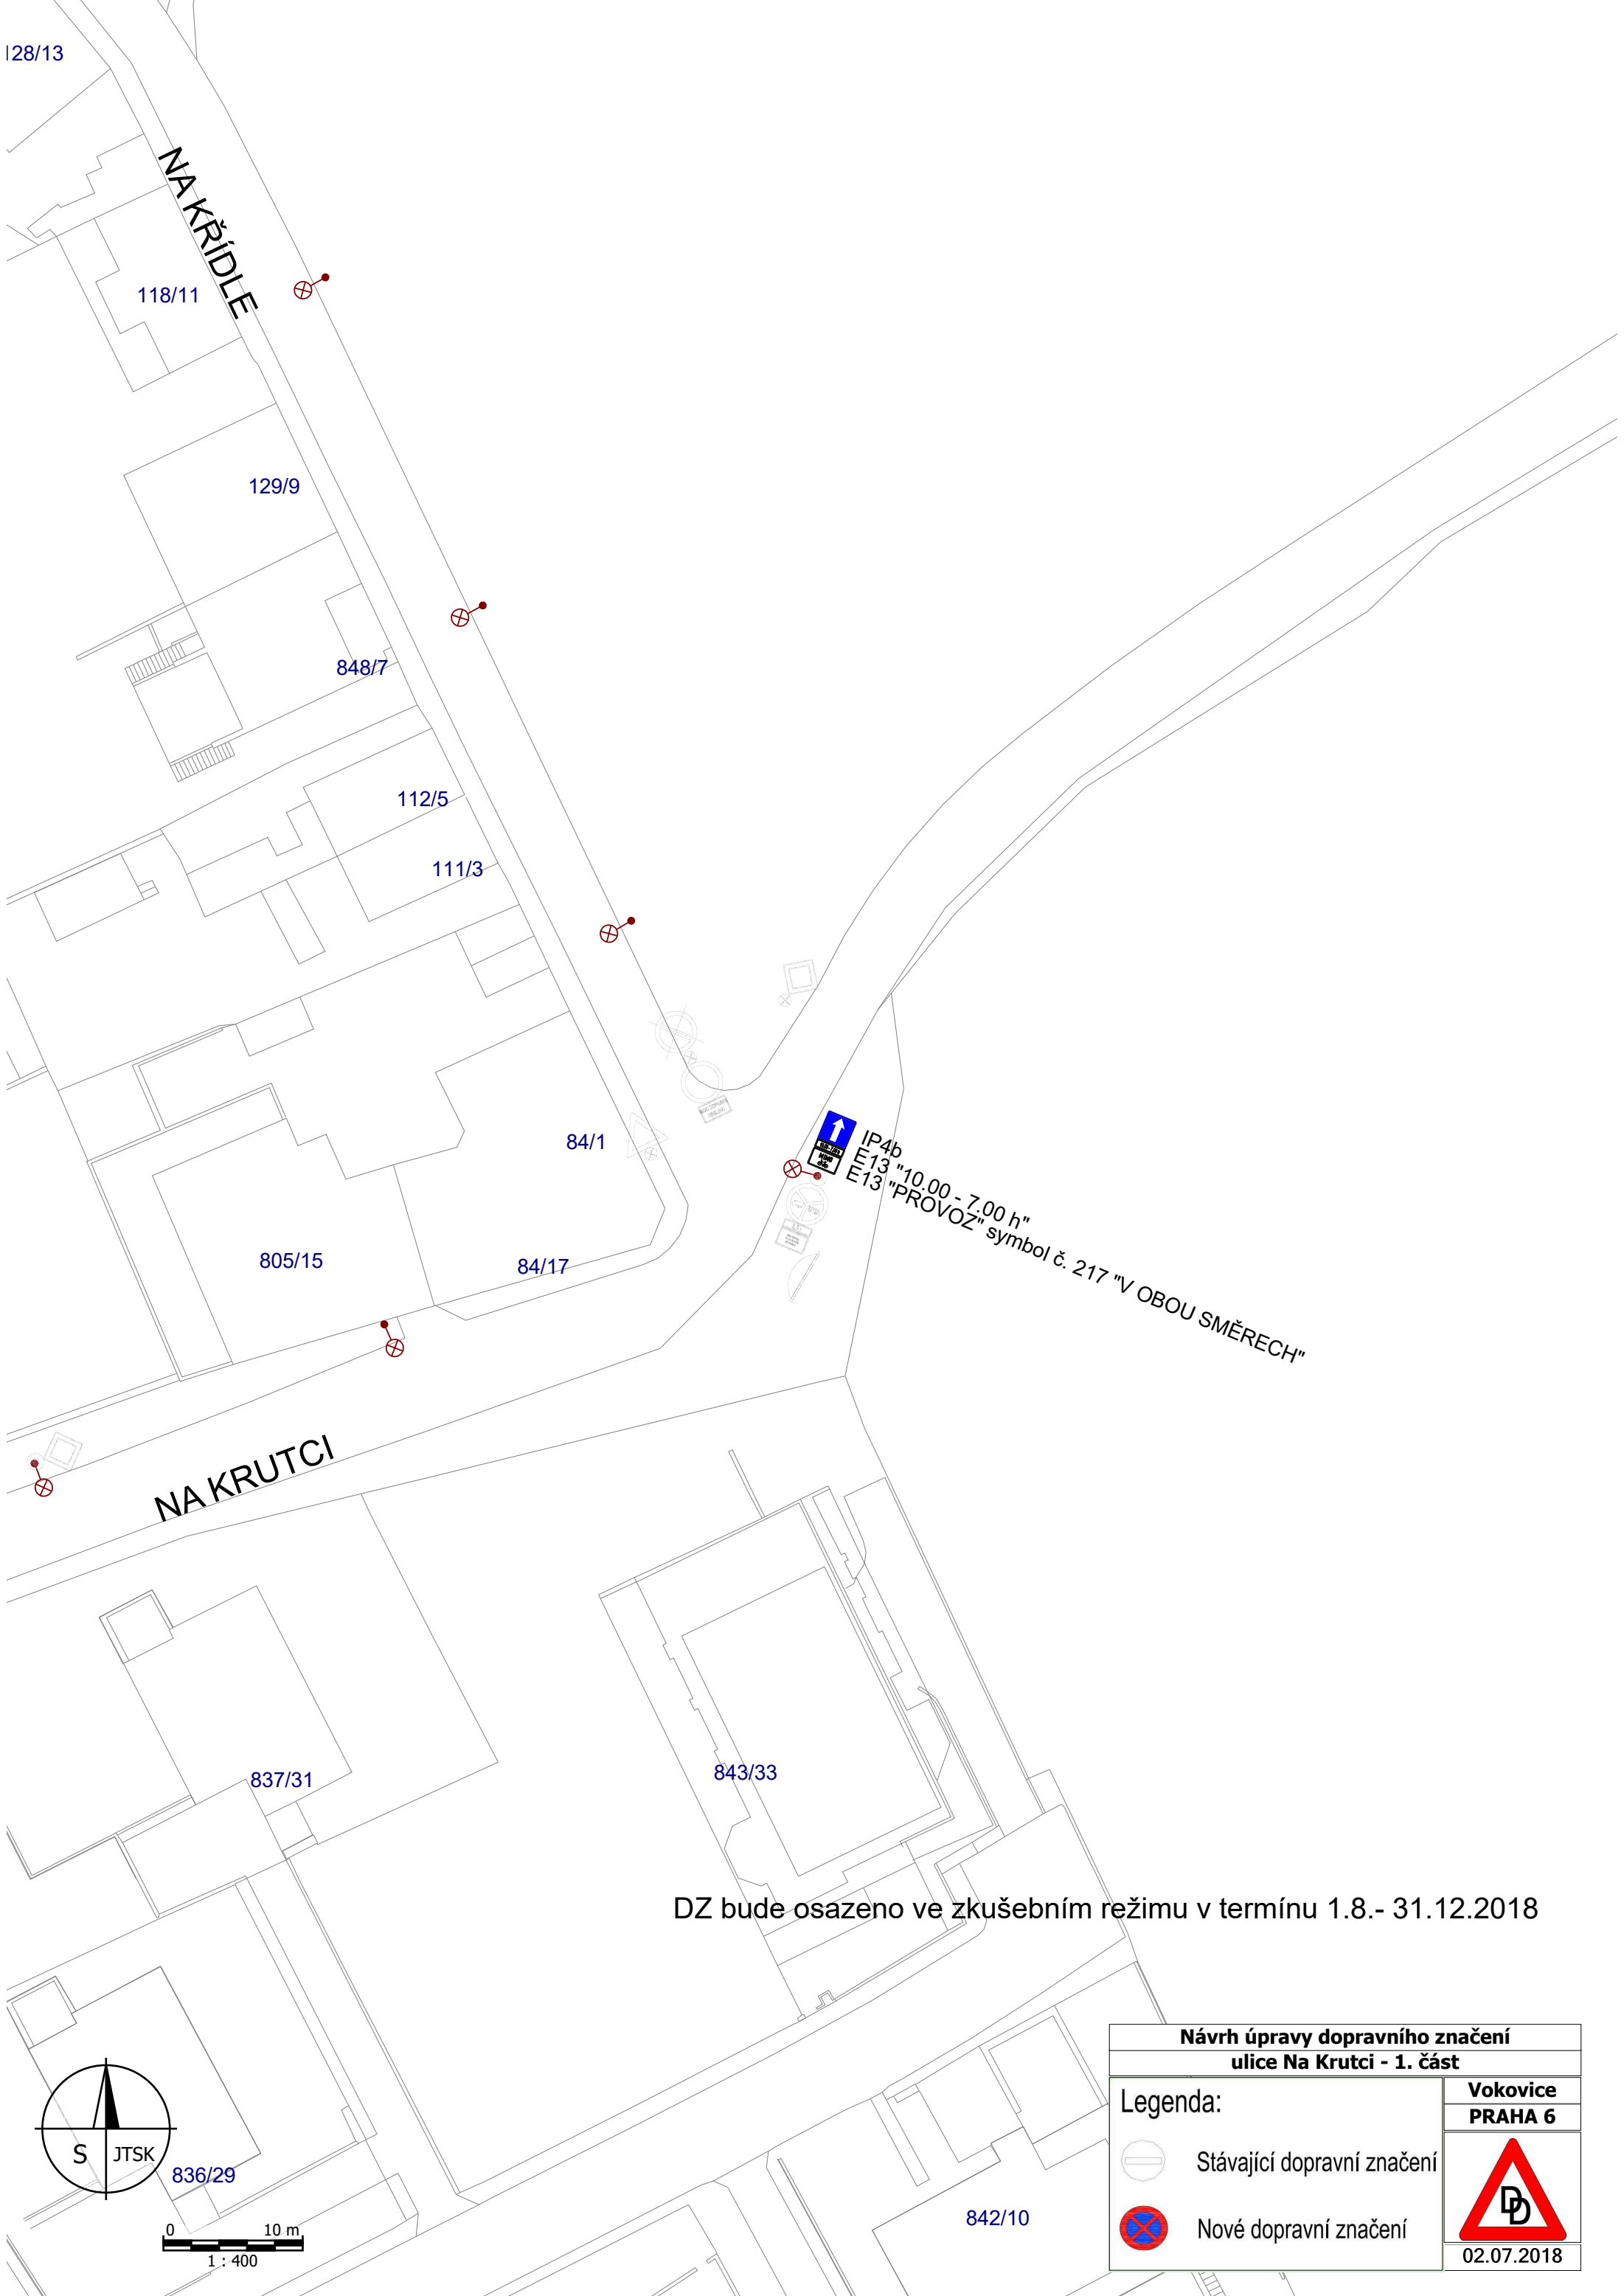 128/13
NA KŘÍDLE
118/11
129/9
848/7
112/5
111/3
84/1
IP4b
E13 "10.00 - 7.00 h"
E13 "PROVOZ" symbol č. 217 "V OBOU SMĚRECH"
805/15
84/17
NA KRUTCI
837/31
843/33
DZ bude osazeno ve zkušebním režimu v termínu 1.8.- 31.12.2018
836/29
842/10
S JTSK
0 10 m
1 : 400
Návrh úpravy dopravního značení
ulice Na Krutci - 1. část
Legenda:
Stávající dopravní značení
Nové dopravní značení
Vokovice
PRAHA 6
DD
02.07.2018